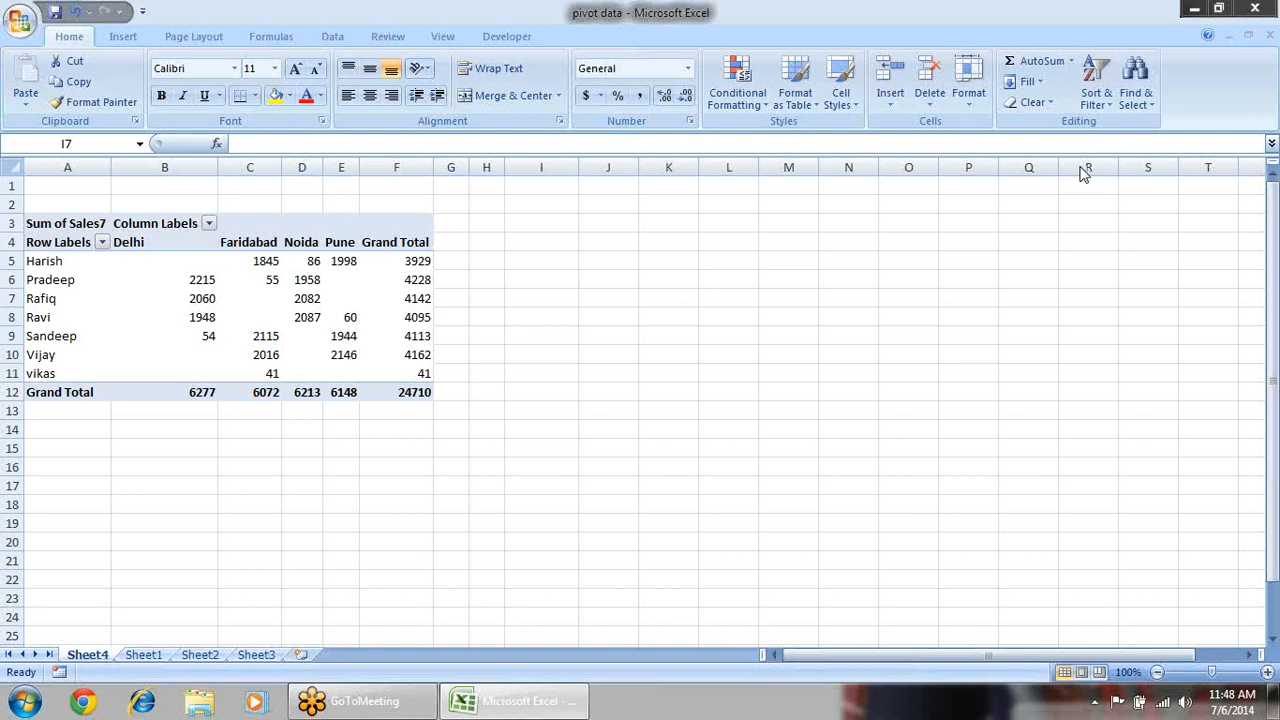 pivot data - Microsoft Excel
Home Insert Page Layout Formulas Data Review View Developer
Paste
Cut
Copy
Format Painter
Clipboard
Calibri 11
A A
B I U
A
Font
Wrap Text
Merge & Center
Alignment
General
$ % ,
Number
Conditional Formatting
Format as Table
Cell Styles
Styles
Insert Delete Format
Cells
Σ AutoSum
Fill
Clear
Sort & Filter
Find & Select
Editing
I7 fx
A B C D E F G H I J K L M N O P Q R S T
1
2
3 Sum of Sales7 Column Labels
4 Row Labels Delhi Faridabad Noida Pune Grand Total
5 Harish 1845 86 1998 3929
6 Pradeep 2215 55 1958 4228
7 Rafiq 2060 2082 4142
8 Ravi 1948 2087 60 4095
9 Sandeep 54 2115 1944 4113
10 Vijay 2016 2146 4162
11 vikas 41 41
12 Grand Total 6277 6072 6213 6148 24710
13
14
15
16
17
18
19
20
21
22
23
24
25
Sheet4 Sheet1 Sheet2 Sheet3
Ready 100%
GoToMeeting Microsoft Excel - ...
11:48 AM
7/6/2014